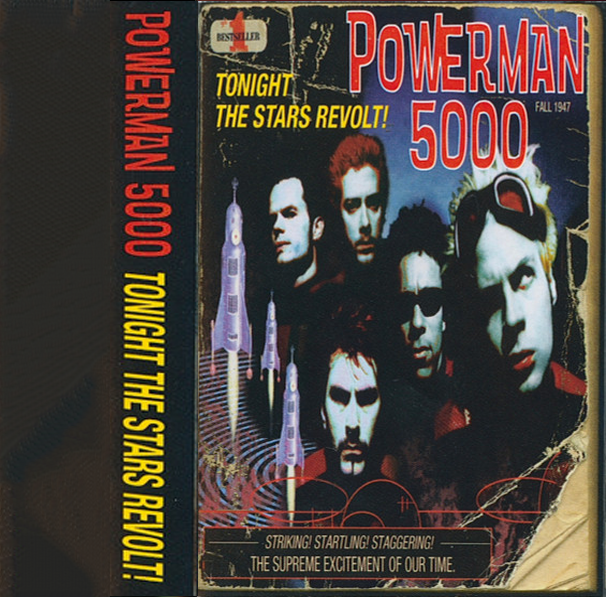 POWERMAN 5000 TONIGHT THE STARS REVOLT!
1
BESTSELLER
POWERMAN
5000
FALL 1947
TONIGHT
THE STARS REVOLT!
STRIKING! STARTLING! STAGGERING!
THE SUPREME EXCITEMENT OF OUR TIME.